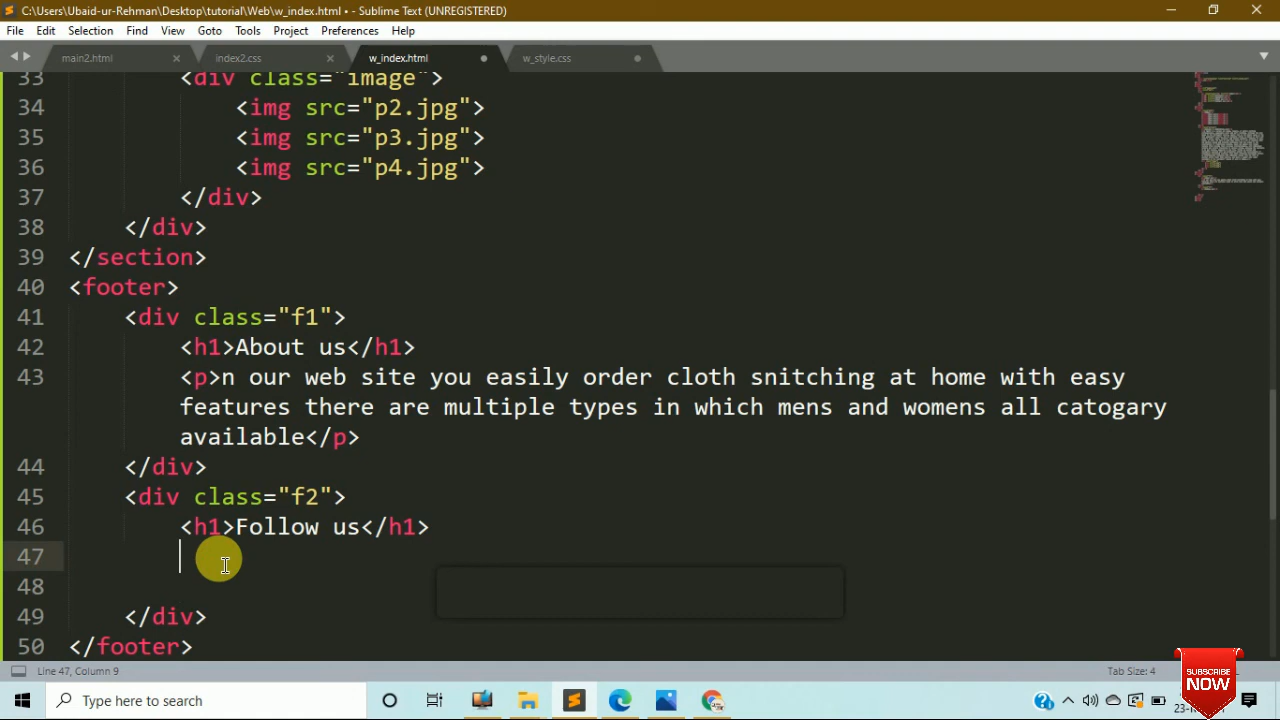 C:\Users\Ubaid-ur-Rehman\Desktop\tutorial\Web\w_index.html • - Sublime Text (UNREGISTERED)
File Edit Selection Find View Goto Tools Project Preferences Help
main2.html index2.css w_index.html w_style.css
33 <div class="image">
34 <img src="p2.jpg">
35 <img src="p3.jpg">
36 <img src="p4.jpg">
37 </div>
38 </div>
39 </section>
40 <footer>
41 <div class="f1">
42 <h1>About us</h1>
43 <p>n our web site you easily order cloth snitching at home with easy
features there are multiple types in which mens and womens all catogary
available</p>
44 </div>
45 <div class="f2">
46 <h1>Follow us</h1>
47
48
49 </div>
50 </footer>
Line 47, Column 9 Tab Size: 4
Type here to search
SUBSCRIBE
NOW